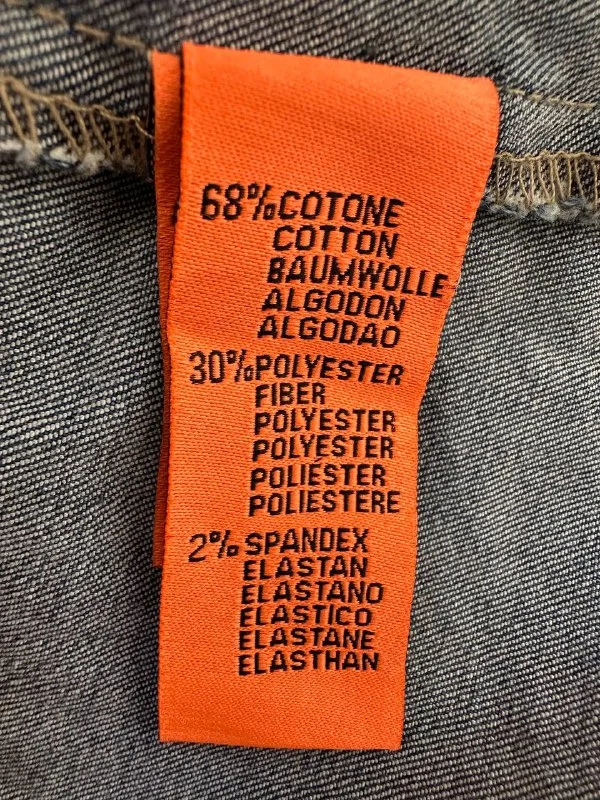 68% COTONE
COTTON
BAUMWOLLE
ALGODON
ALGODAO
30% POLYESTER
FIBER
POLYESTER
POLYESTER
POLIÉSTER
POLIESTERE
2% SPANDEX
ELASTAN
ELASTANO
ELASTICO
ELASTANE
ELASTHAN